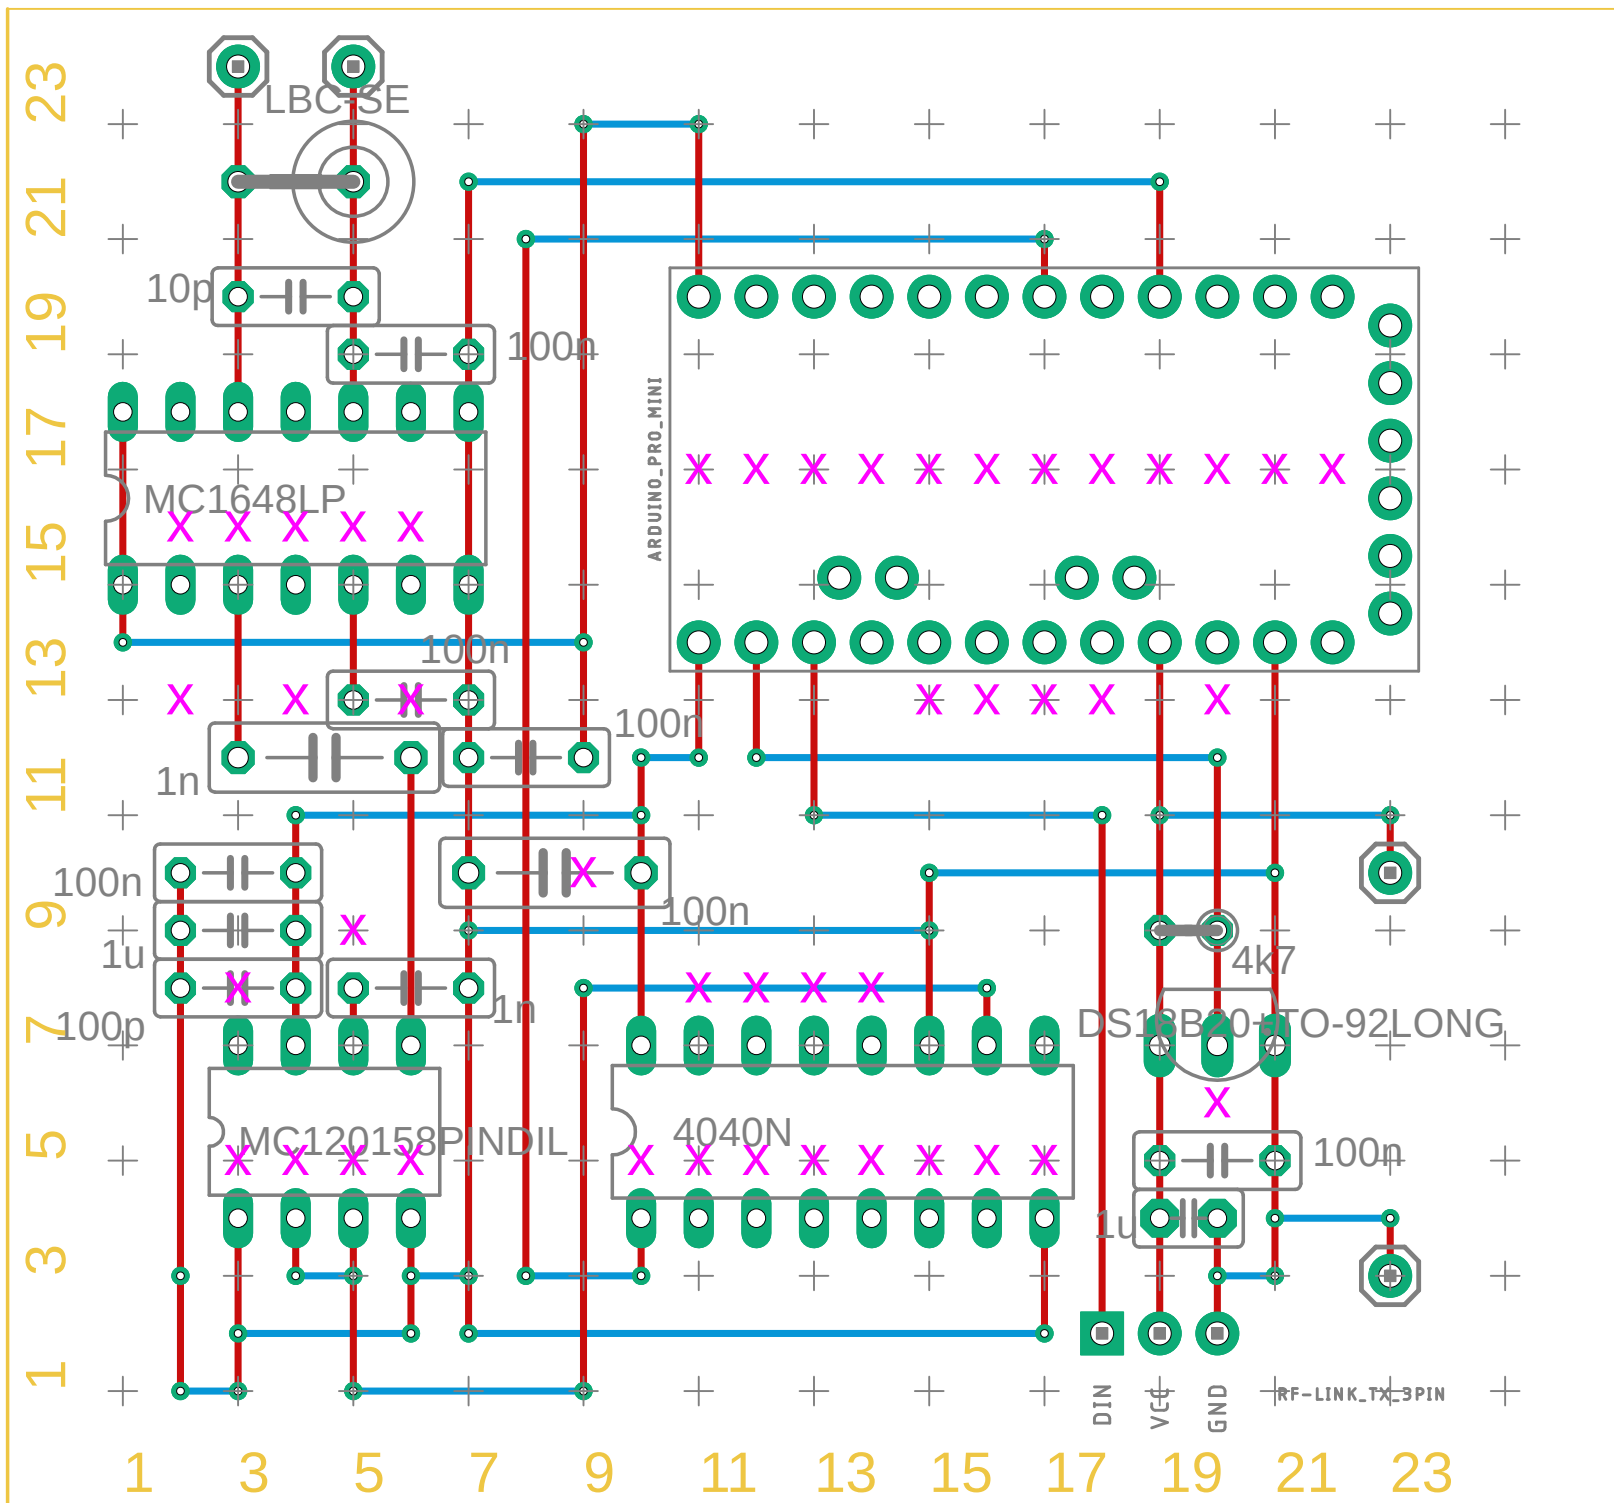 23
LBC-SE
21
10p
19
100n
17
ARDUINO_PRO_MINI
X X X X X X X X X X X X
MC1648LP
X X X X X
15
100n
13
X X X X X X X X
100n
1n
11
100n
X
100n
9
X
1u
4k7
X X X X X
1n
100p
7
DS18B20+TO-92LONG
X
MC120158PINDIL
4040N
5
X X X X X X X X X X X X
100n
1u
3
1
DIN
VCC
GND
RF-LINK_TX_3PIN
1 3 5 7 9 11 13 15 17 19 21 23